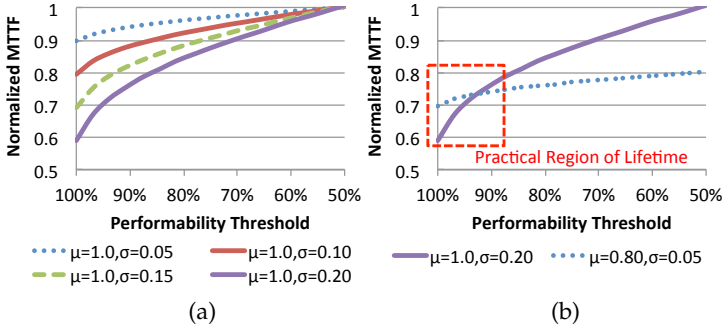 Normalized MTTF
1
0.9
0.8
0.7
0.6
0.5
100% 90% 80% 70% 60% 50%
Performability Threshold
μ=1.0,σ=0.05 μ=1.0,σ=0.10
μ=1.0,σ=0.15 μ=1.0,σ=0.20
(a)
Normalized MTTF
1
0.9
0.8
0.7
0.6
0.5
Practical Region of Lifetime
100% 90% 80% 70% 60% 50%
Performability Threshold
μ=1.0,σ=0.20 μ=0.80,σ=0.05
(b)